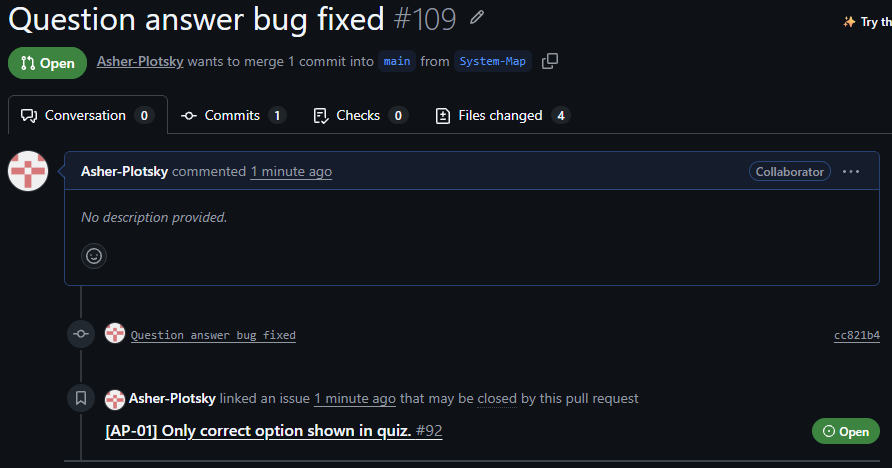 Question answer bug fixed #109
✨ Try th
Open Asher-Plotsky wants to merge 1 commit into main from System-Map
Conversation 0 Commits 1 Checks 0 Files changed 4
Asher-Plotsky commented 1 minute ago Collaborator ...
No description provided.
Question answer bug fixed cc821b4
Asher-Plotsky linked an issue 1 minute ago that may be closed by this pull request
[AP-01] Only correct option shown in quiz. #92 Open